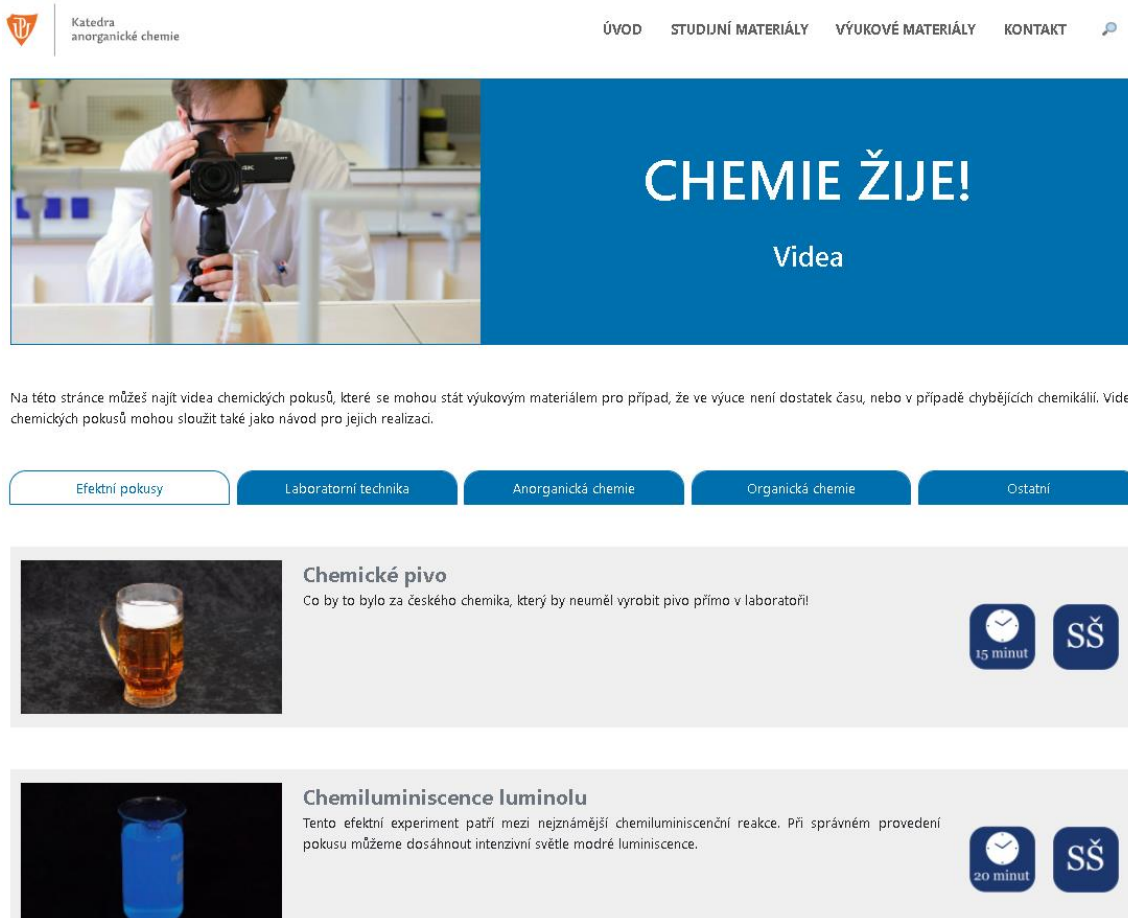 Katedra
anorganické chemie
ÚVOD STUDIJNÍ MATERIÁLY VÝUKOVÉ MATERIÁLY KONTAKT
CHEMIE ŽIJE!
Videa
Na této stránce můžeš najít videa chemických pokusů, které se mohou stát výukovým materiálem pro případ, že ve výuce není dostatek času, nebo v případě chybějících chemikálií. Vide
chemických pokusů mohou sloužit také jako návod pro jejich realizaci.
Efektní pokusy Laboratorní technika Anorganická chemie Organická chemie Ostatní
Chemické pivo
Co by to bylo za českého chemika, který by neuměl vyrobit pivo přímo v laboratoři!
15 minut SŠ
Chemiluminiscence luminolu
Tento efektní experiment patří mezi nejznámější chemiluminiscenční reakce. Při správném provedení
pokusu můžeme dosáhnout intenzivní světle modré luminiscence.
20 minut SŠ